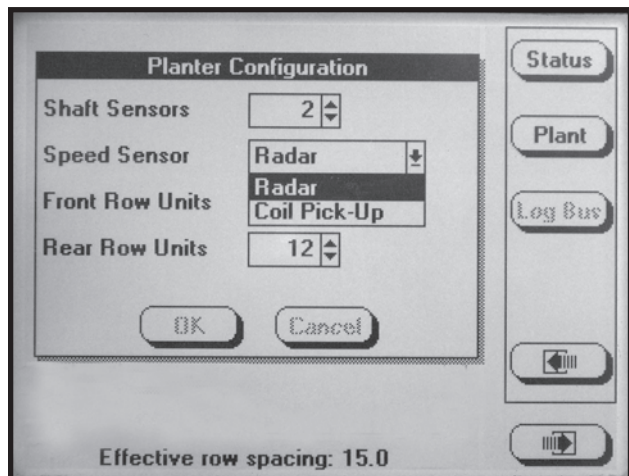 Planter Configuration
Shaft Sensors 2
Speed Sensor Radar
Radar
Front Row Units
Coil Pick-Up
Rear Row Units 12
OK Cancel
Effective row spacing: 15.0
Status
Plant
Log Bus